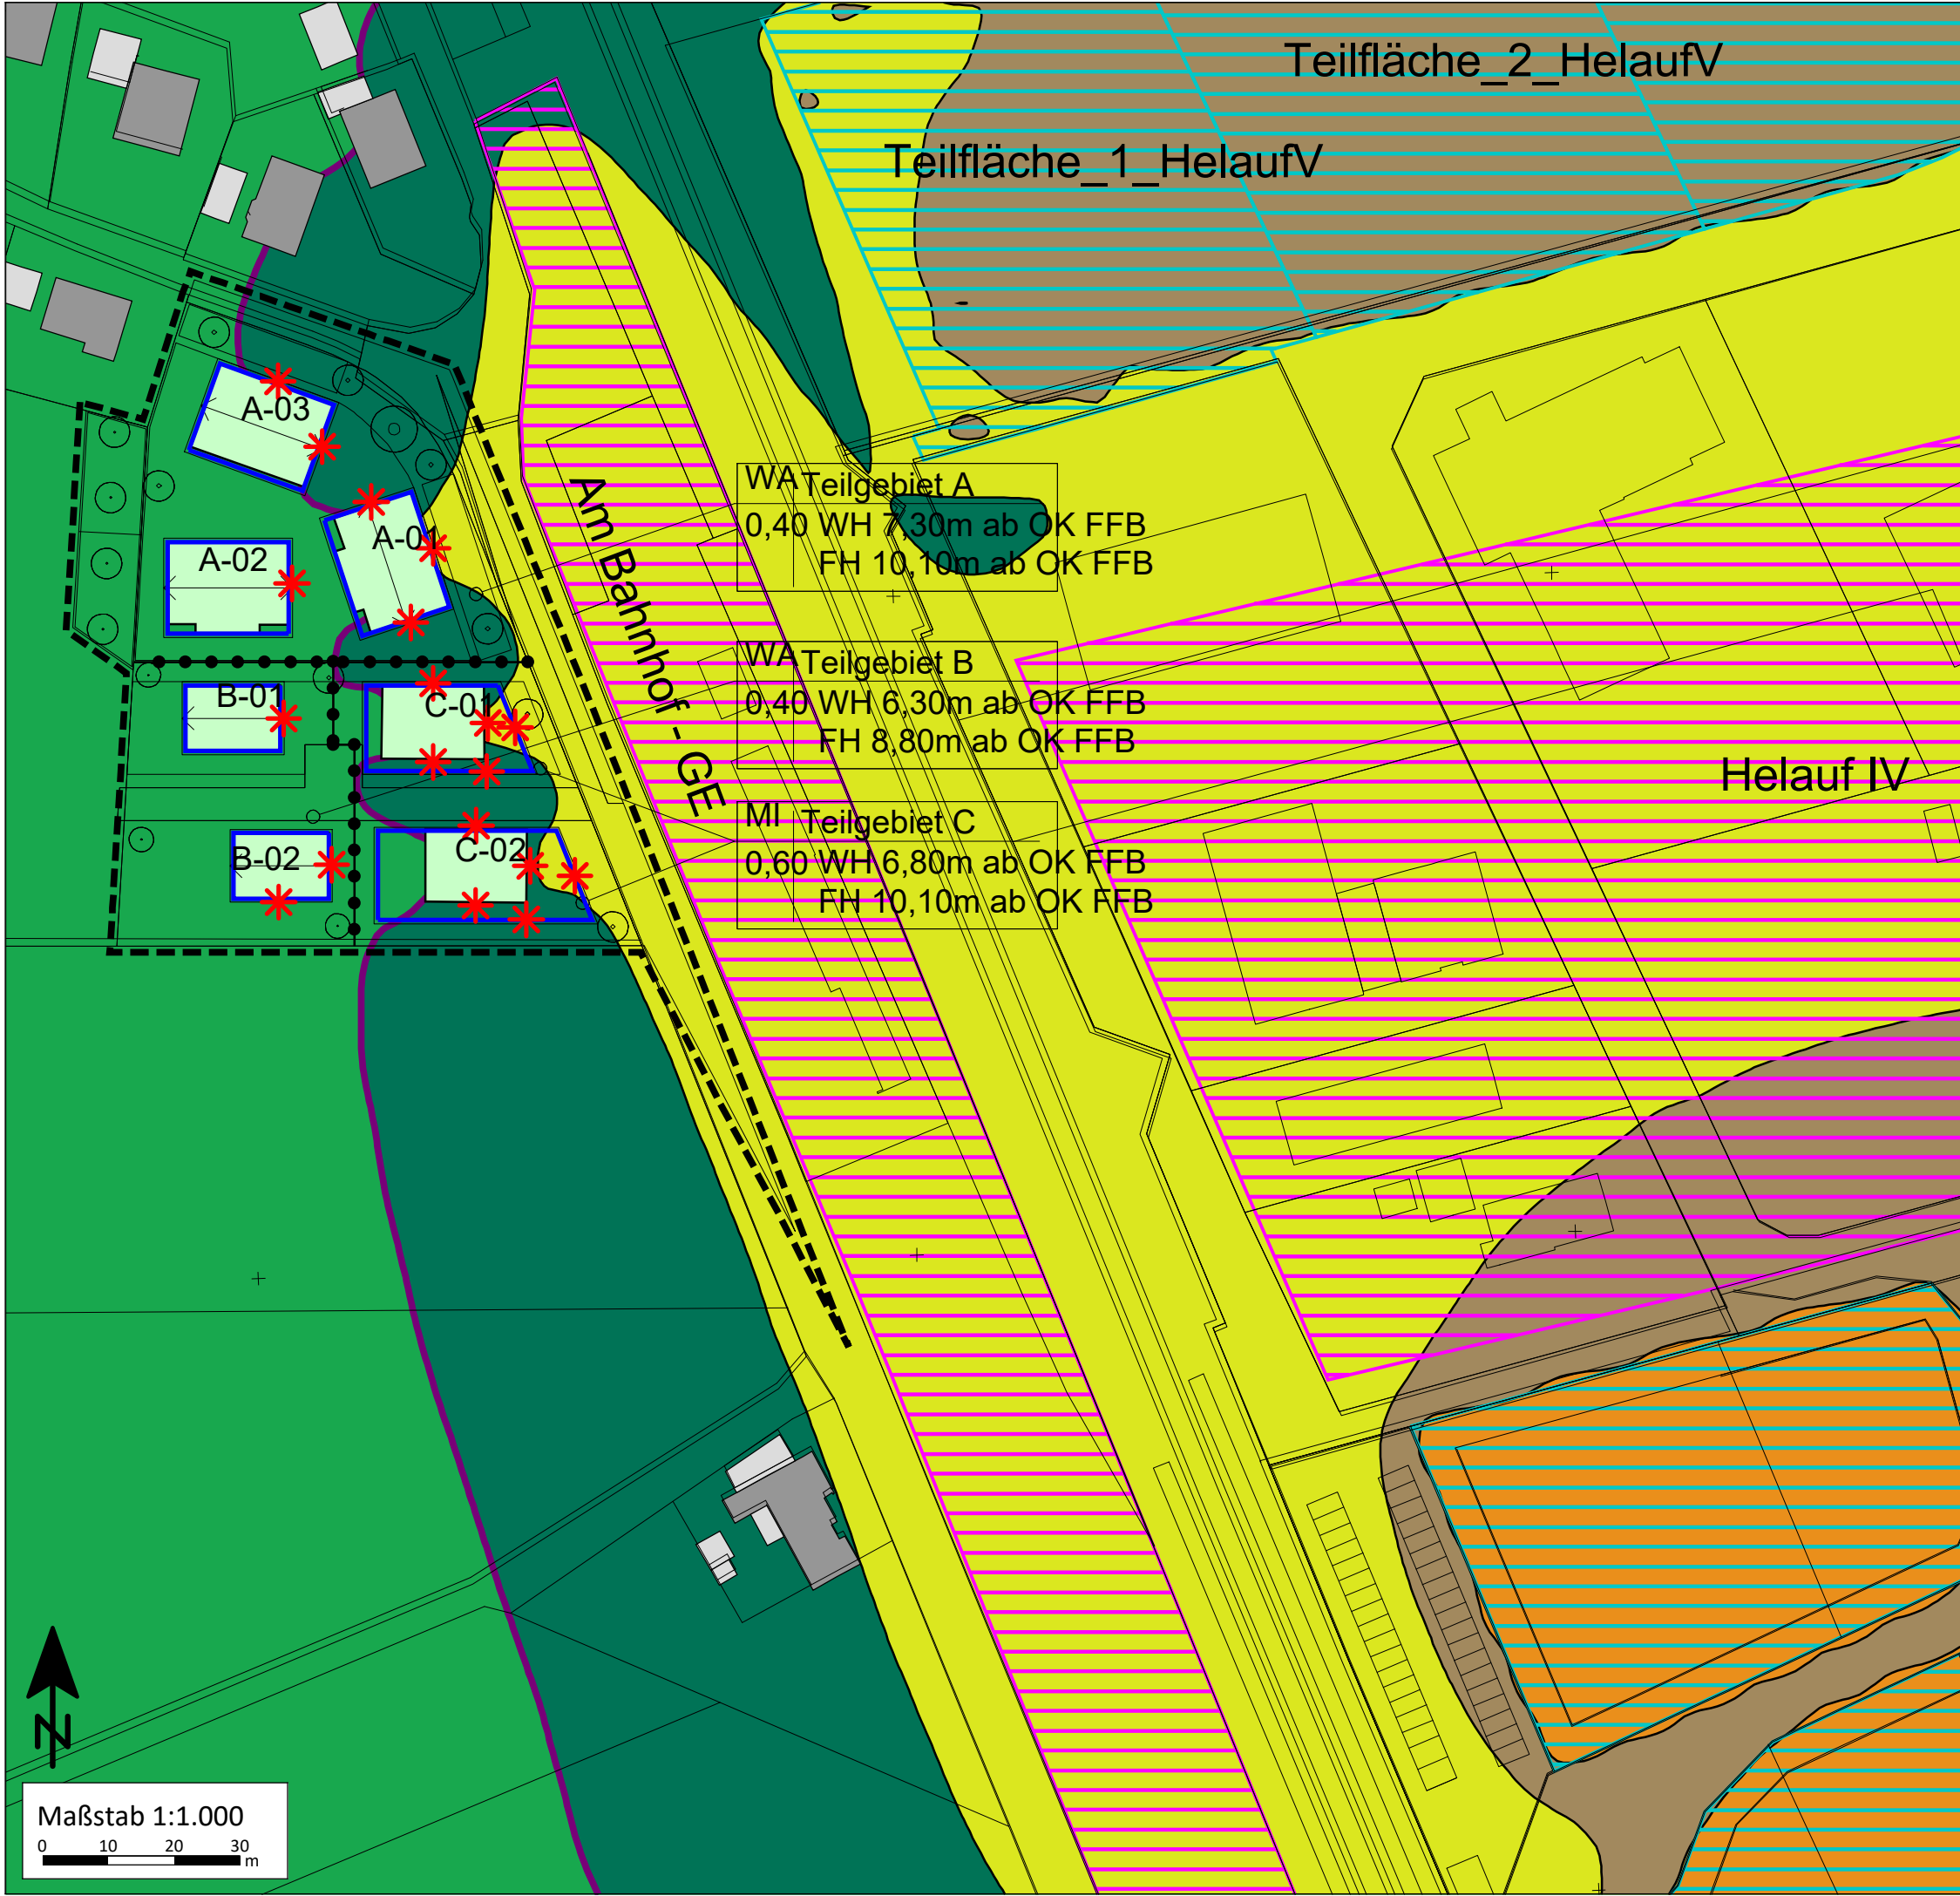 Teilfläche_2_HelaufV
Teilfläche_1_HelaufV
A-03
A-01
A-02
Am Bahnhof - GE
WA Teilgebiet A
0,40 WH 7,30m ab OK FFB
FH 10,10m ab OK FFB
WA Teilgebiet B
0,40 WH 6,30m ab OK FFB
FH 8,80m ab OK FFB
B-01
C-01
Helauf IV
MI Teilgebiet C
0,60 WH 6,80m ab OK FFB
FH 10,10m ab OK FFB
B-02
C-02
N
Maßstab 1:1.000
0 10 20 30
m